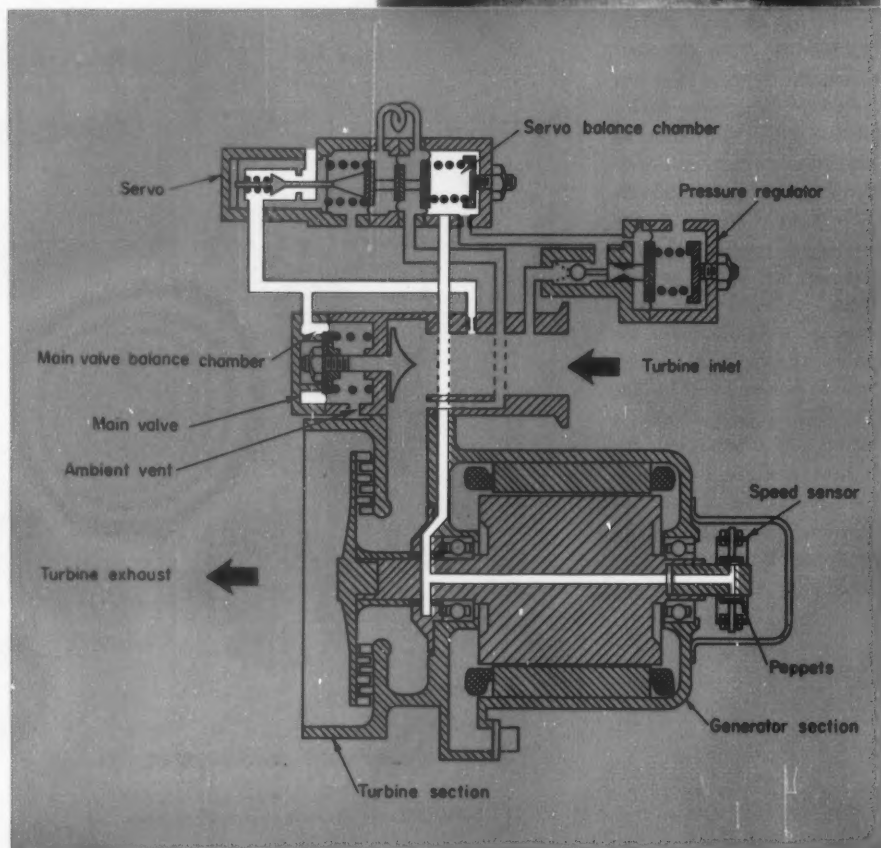 Servo balance chamber
Servo
Pressure regulator
Main valve balance chamber
Turbine inlet
Main valve
Ambient vent
Speed sensor
Turbine exhaust
Poppets
Generator section
Turbine section